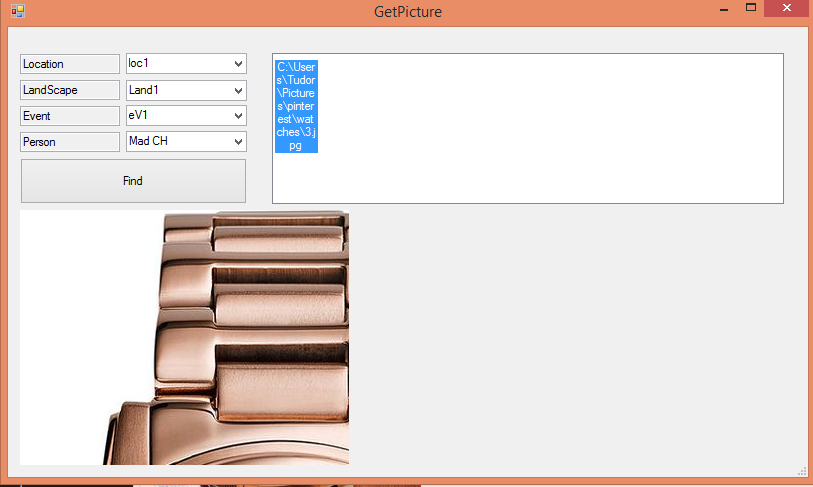 GetPicture
Location
loc1
LandScape
Land1
Event
eV1
Person
Mad CH
Find
C:\User
s\Tudor
\Picture
s\pinter
est\wat
ches\3.j
pg